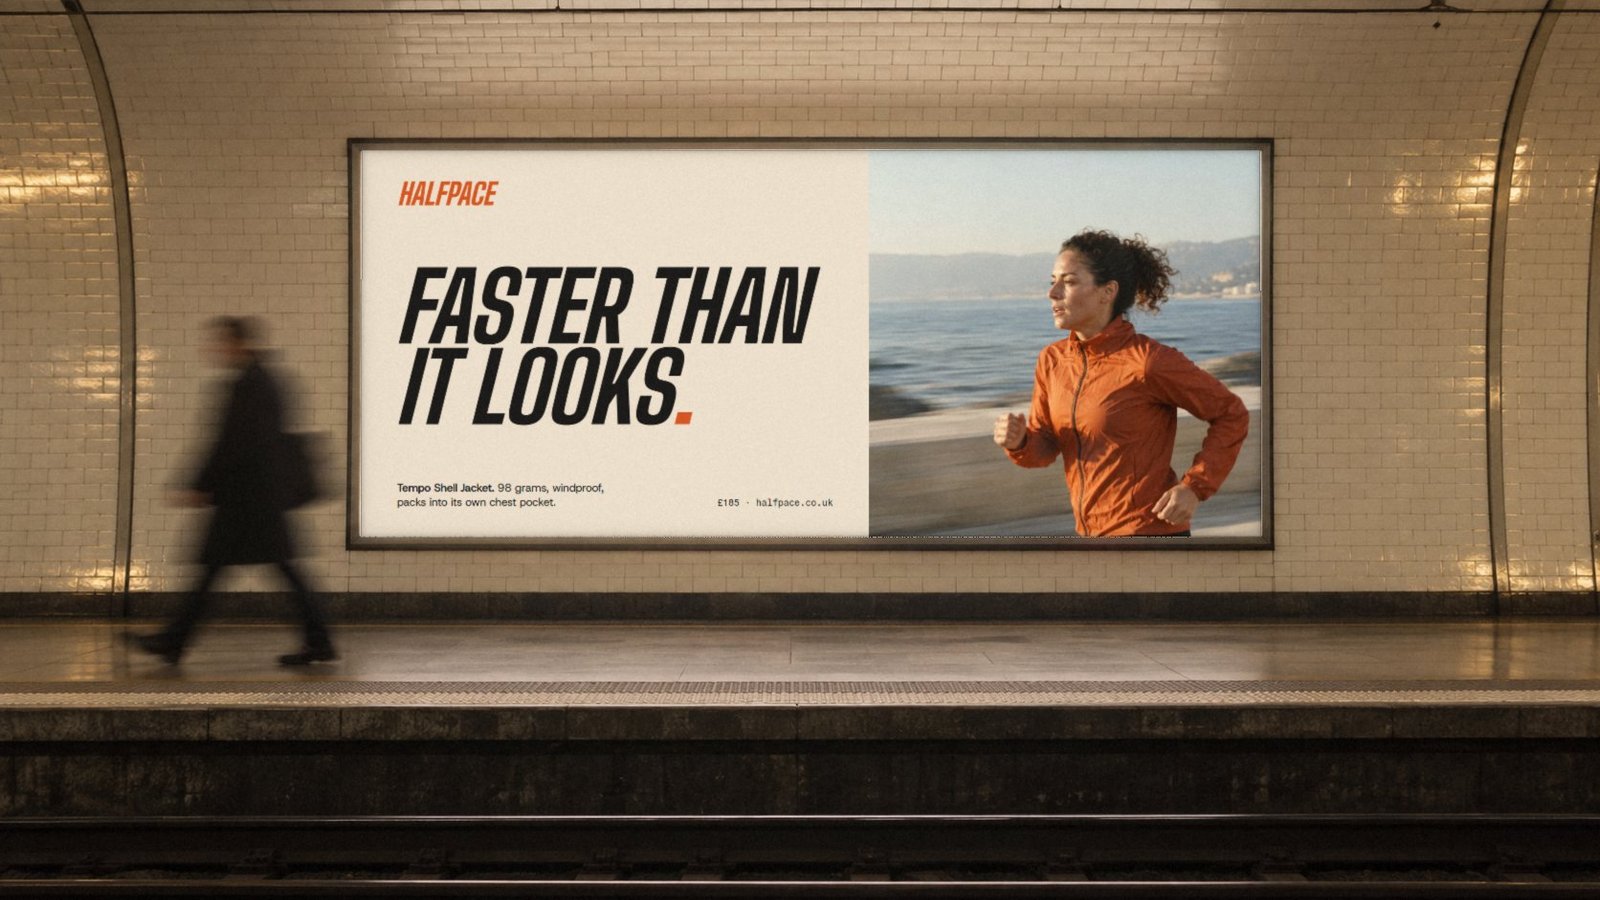 HALFPACE
FASTER THAN
IT LOOKS.
Tempo Shell Jacket. 98 grams, windproof,
packs into its own chest pocket.
£185 · halfpace.co.uk